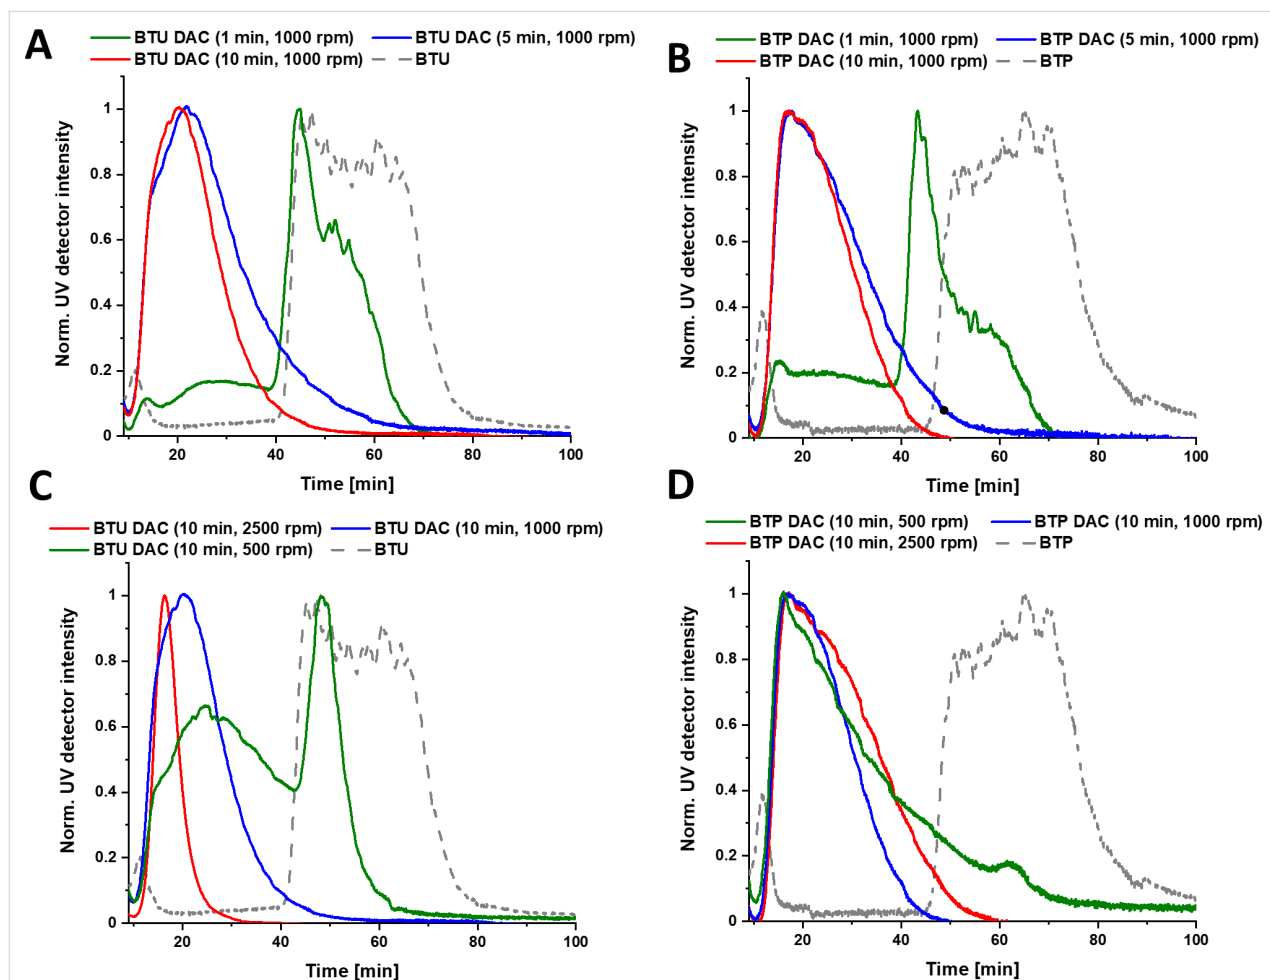 A
BTU DAC (1 min, 1000 rpm) BTU DAC (5 min, 1000 rpm)
BTU DAC (10 min, 1000 rpm) BTU
Norm. UV detector intensity
1
0.8
0.6
0.4
0.2
0
20 40 60 80 100
Time [min]
B
BTP DAC (1 min, 1000 rpm) BTP DAC (5 min, 1000 rpm)
BTP DAC (10 min, 1000 rpm) BTP
Norm. UV detector intensity
1
0.8
0.6
0.4
0.2
0
20 40 60 80 100
Time [min]
C
BTU DAC (10 min, 2500 rpm) BTU DAC (10 min, 1000 rpm)
BTU DAC (10 min, 500 rpm) BTU
Norm. UV detector intensity
1
0.8
0.6
0.4
0.2
0
20 40 60 80 100
Time [min]
D
BTP DAC (10 min, 500 rpm) BTP DAC (10 min, 1000 rpm)
BTP DAC (10 min, 2500 rpm) BTP
Norm. UV detector intensity
1
0.8
0.6
0.4
0.2
0
20 40 60 80 100
Time [min]